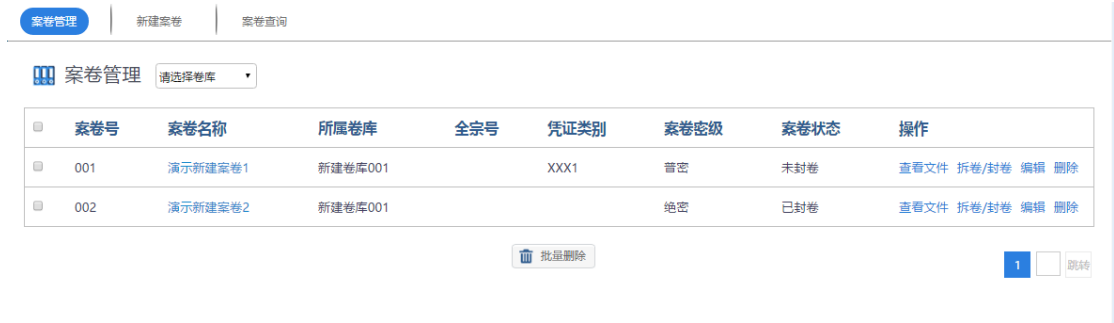 案卷管理 新建案卷 案卷查询
案卷管理 请选择卷库
案卷号 案卷名称 所属卷库 全宗号 凭证类别 案卷密级 案卷状态 操作
001 演示新建案卷1 新建卷库001 XXX1 普密 未封卷 查看文件 拆卷/封卷 编辑 删除
002 演示新建案卷2 新建卷库001 绝密 已封卷 查看文件 拆卷/封卷 编辑 删除
批量删除
1 跳转